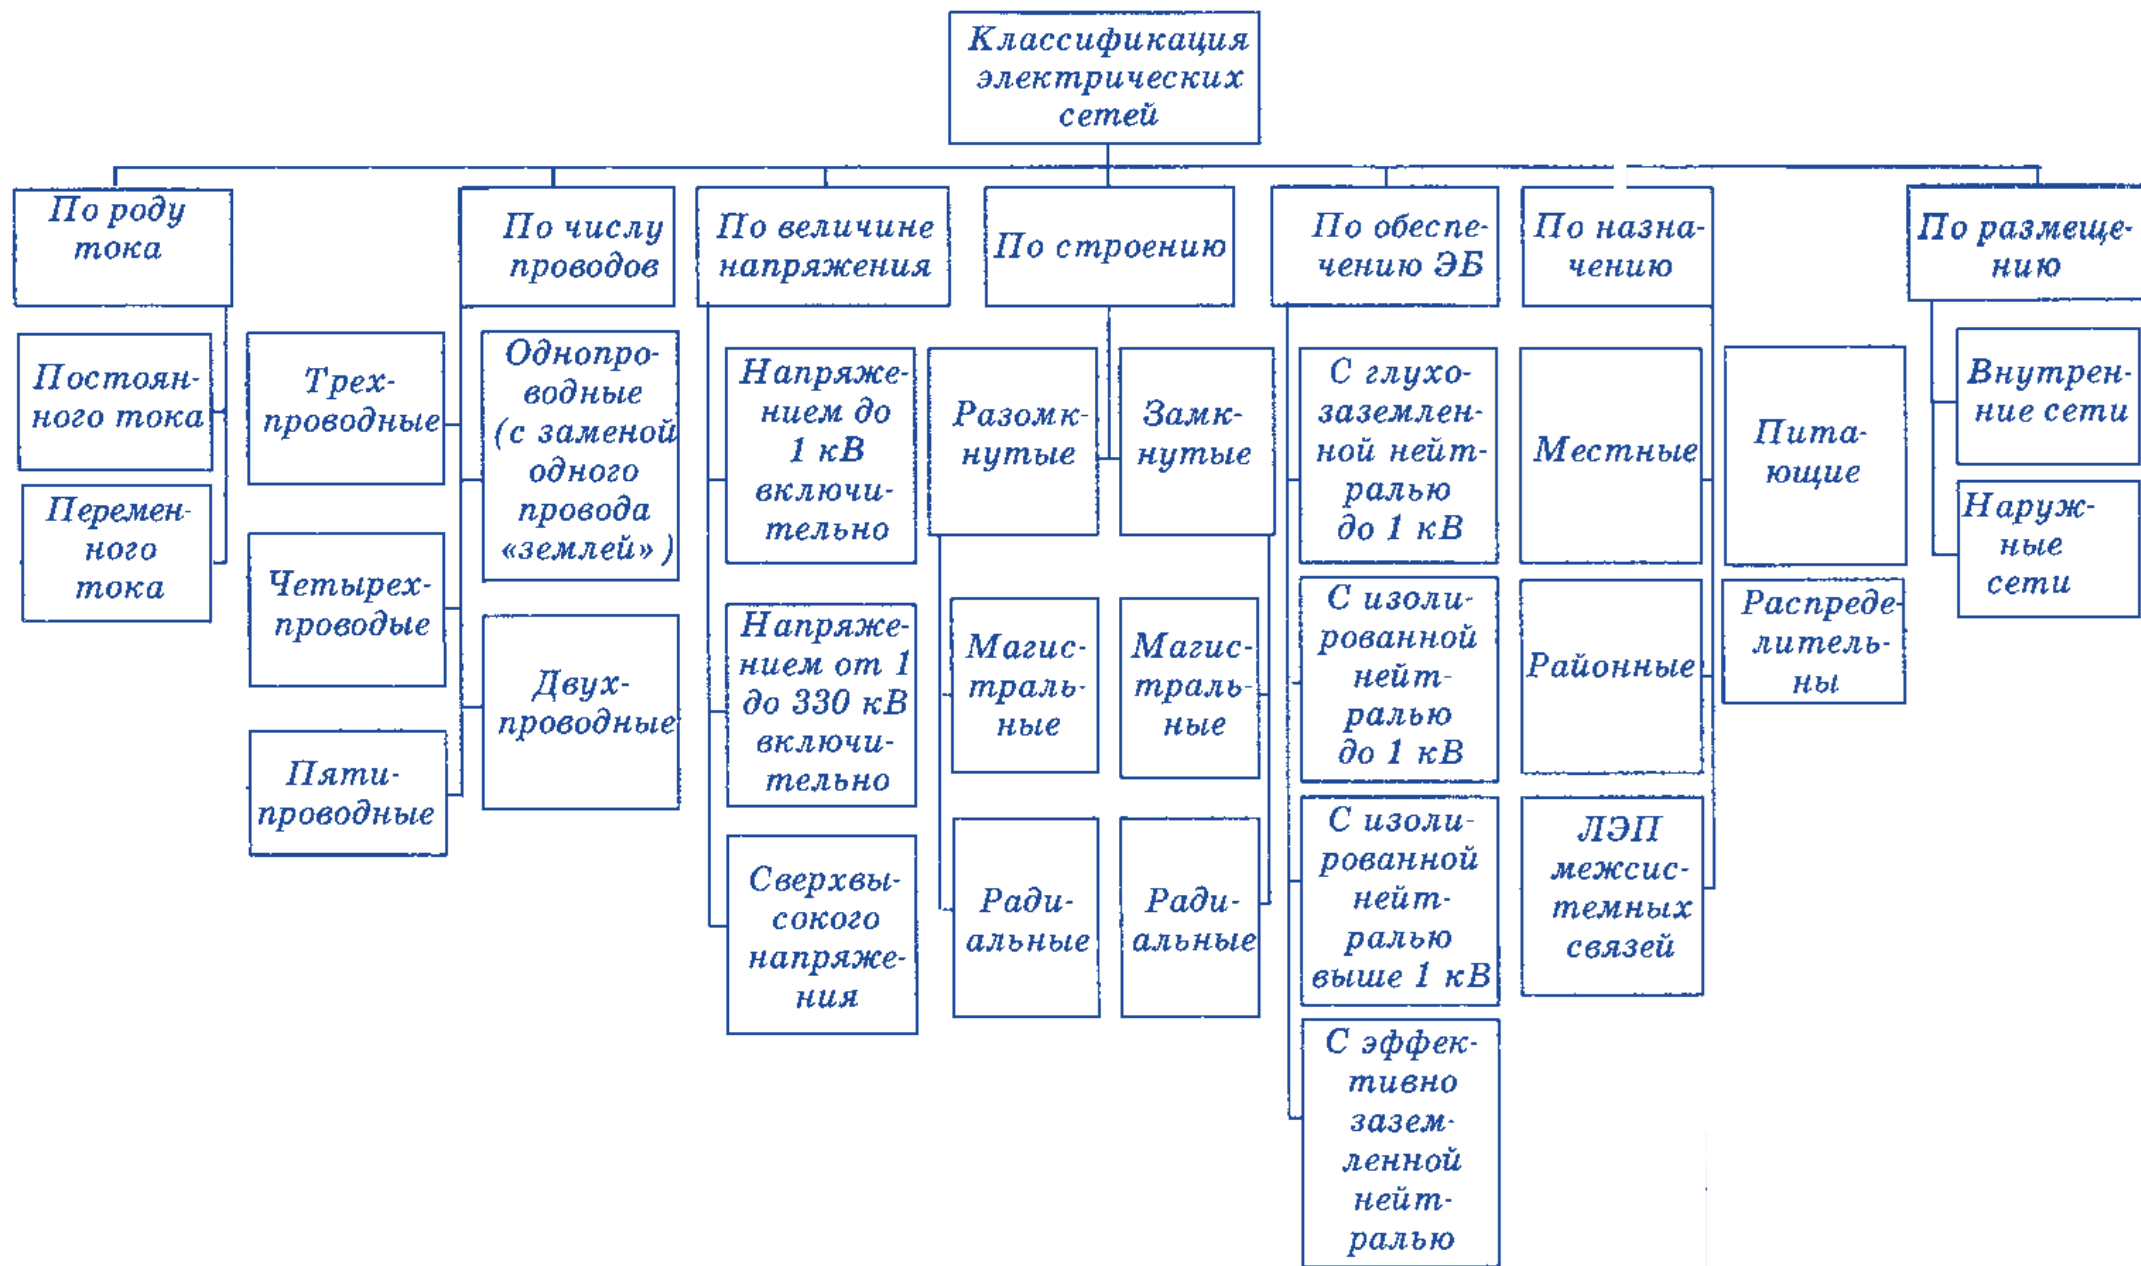 Классификация
электрических
сетей
По роду
тока
Постоян-
ного тока
Перемен-
ного
тока
По числу
проводов
Трех-
проводные
Четырех-
проводые
Пяти-
проводные
Однопро-
водные
(с заменой
одного
провода
«землей»)
Двух-
проводные
По величине
напряжения
Напряже-
нием до
1 кВ
включи-
тельно
Напряже-
нием от 1
до 330 кВ
включи-
тельно
Сверхвы-
сокого
напряже-
ния
По строению
Разомк-
нутые
Магис-
траль-
ные
Ради-
альные
Замк-
нутые
Магис-
траль-
ные
Ради-
альные
По обеспе-
чению ЭБ
С глухо-
заземлен-
ной нейт-
ралью
до 1 кВ
С изоли-
рованной
нейт-
ралью
до 1 кВ
С изоли-
рованной
нейт-
ралью
выше 1 кВ
С эффек-
тивно
зазем-
ленной
нейт-
ралью
По назна-
чению
Местные
Районные
ЛЭП
межсис-
темных
связей
Пита-
ющие
Распреде-
литель-
ны
По размеще-
нию
Внутрен-
ние сети
Наруж-
ные
сети